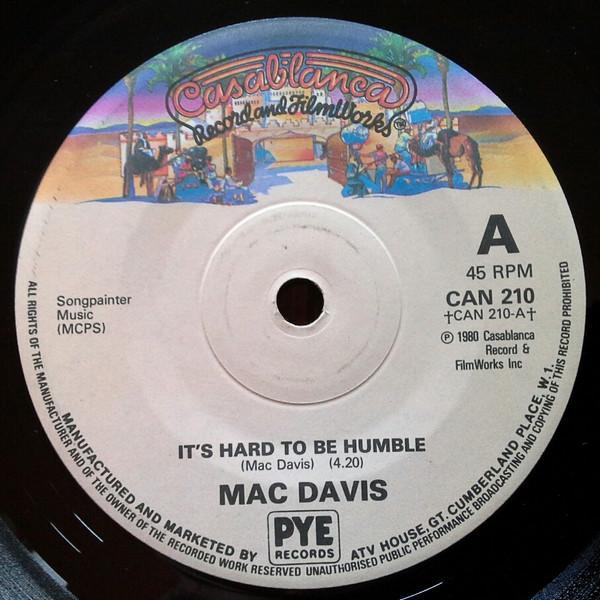 Casablanca
Record and FilmWorks TM
A
45 RPM
CAN 210
†CAN 210-A†
Ⓟ 1980 Casablanca
Record &
FilmWorks Inc
Songpainter
Music
(MCPS)
IT'S HARD TO BE HUMBLE
(Mac Davis) (4.20)
MAC DAVIS
MANUFACTURED AND MARKETED BY PYE RECORDS ATV HOUSE, GT. CUMBERLAND PLACE, W.1.
ALL RIGHTS OF THE MANUFACTURER AND OF THE OWNER OF THE RECORDED WORK RESERVED UNAUTHORISED PUBLIC PERFORMANCE BROADCASTING AND COPYING OF THIS RECORD PROHIBITED